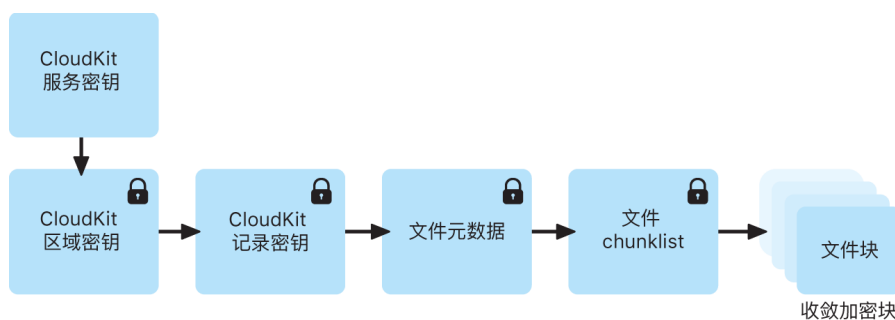 CloudKit
服务密钥
CloudKit
区域密钥
CloudKit
记录密钥
文件元数据
文件
chunklist
文件块
收敛加密块